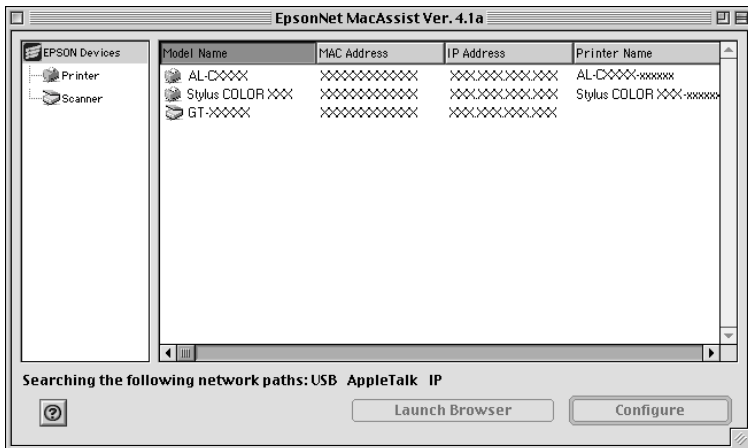 EpsonNet MacAssist Ver. 4.1a
EPSON Devices
Printer
Scanner
Model Name MAC Address IP Address Printer Name
AL-CXXXX XXXXXXXXXXXX XXX.XXX.XXX.XXX AL-CXXXX-xxxxxx
Stylus COLOR XXX XXXXXXXXXXXX XXX.XXX.XXX.XXX Stylus COLOR XXX-xxxxxx
GT-XXXXX XXXXXXXXXXXX XXX.XXX.XXX.XXX
Searching the following network paths: USB AppleTalk IP
?
Launch Browser
Configure